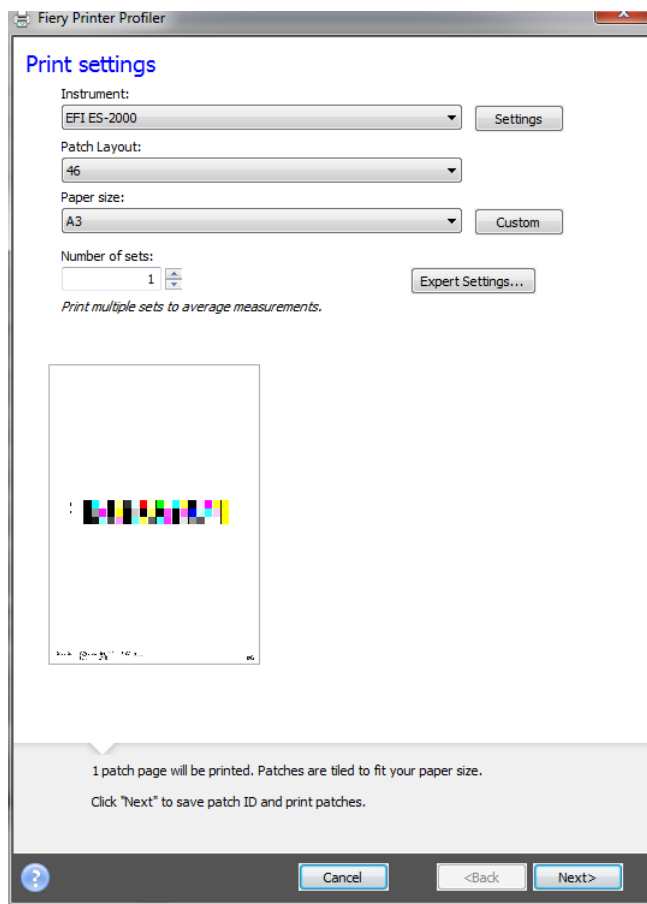 Fiery Printer Profiler
Print settings
Instrument:
EFI ES-2000
Settings
Patch Layout:
46
Paper size:
A3
Custom
Number of sets:
1
Expert Settings...
Print multiple sets to average measurements.
1 patch page will be printed. Patches are tiled to fit your paper size.
Click "Next" to save patch ID and print patches.
?
Cancel
<Back
Next>